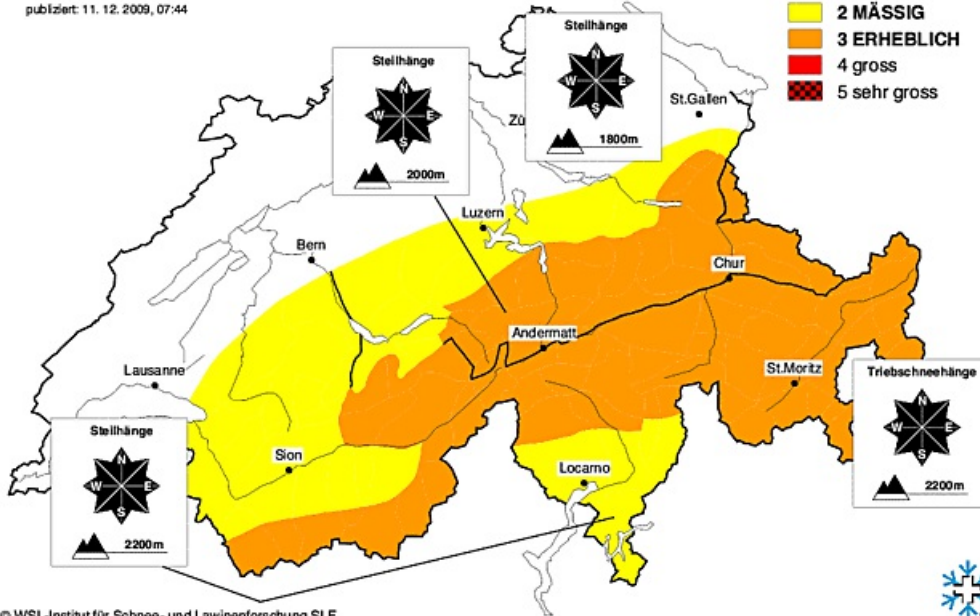 publiziert: 11. 12. 2009, 07:44
2 MÄSSIG
3 ERHEBLICH
4 gross
5 sehr gross
Steilhänge
N
W E
S
1800m
Steilhänge
N
W E
S
2000m
St.Gallen
Zü
Luzern
Bern
Chur
Andermatt
Lausanne
St.Moritz
Triebschneehänge
N
W E
S
2200m
Steilhänge
N
W E
S
2200m
Sion
Locarno
© WSL-Institut für Schnee- und Lawinenforschung SLF